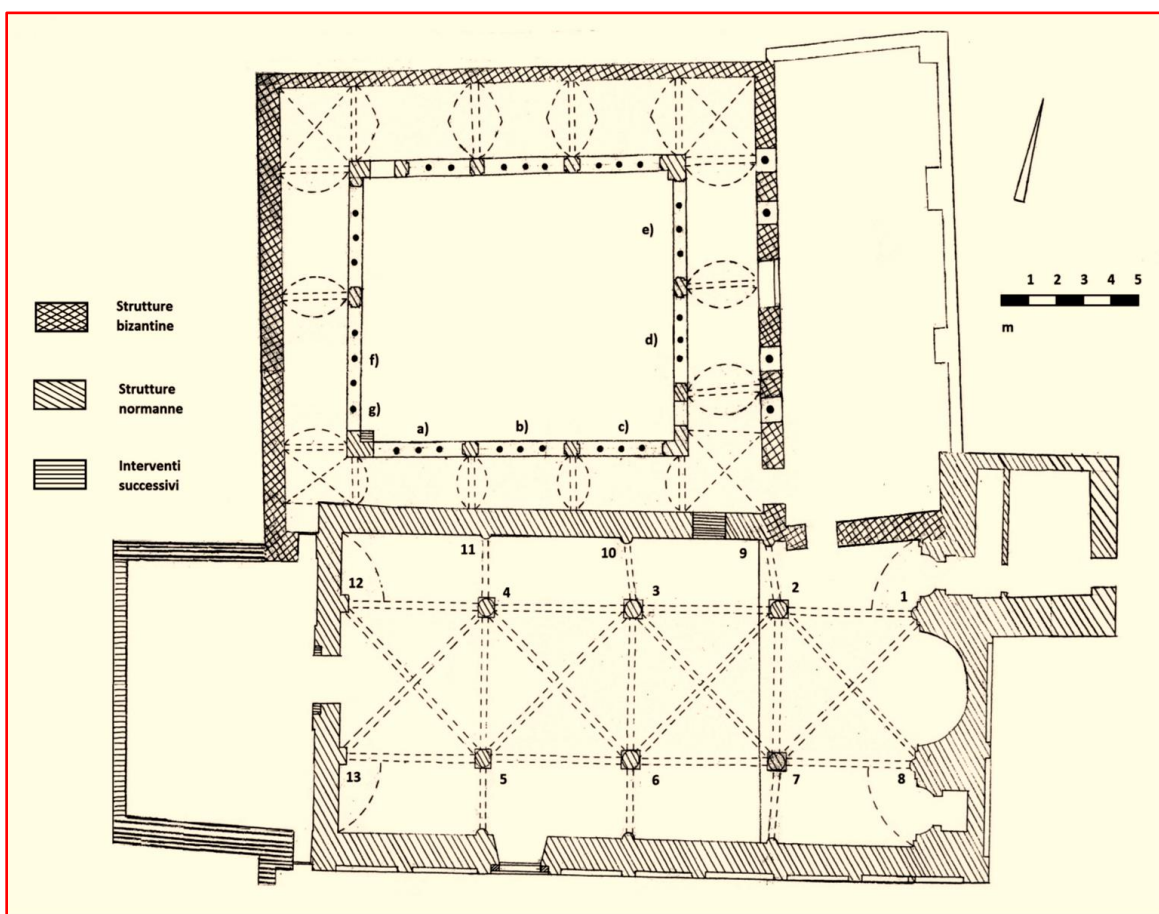 e)
1 2 3 4 5
m
Strutture
bizantine
d)
f)
Strutture
normanne
g)
a) b) c)
Interventi
successivi
11 10 9
12 4 3 2 1
13 5 6 7 8